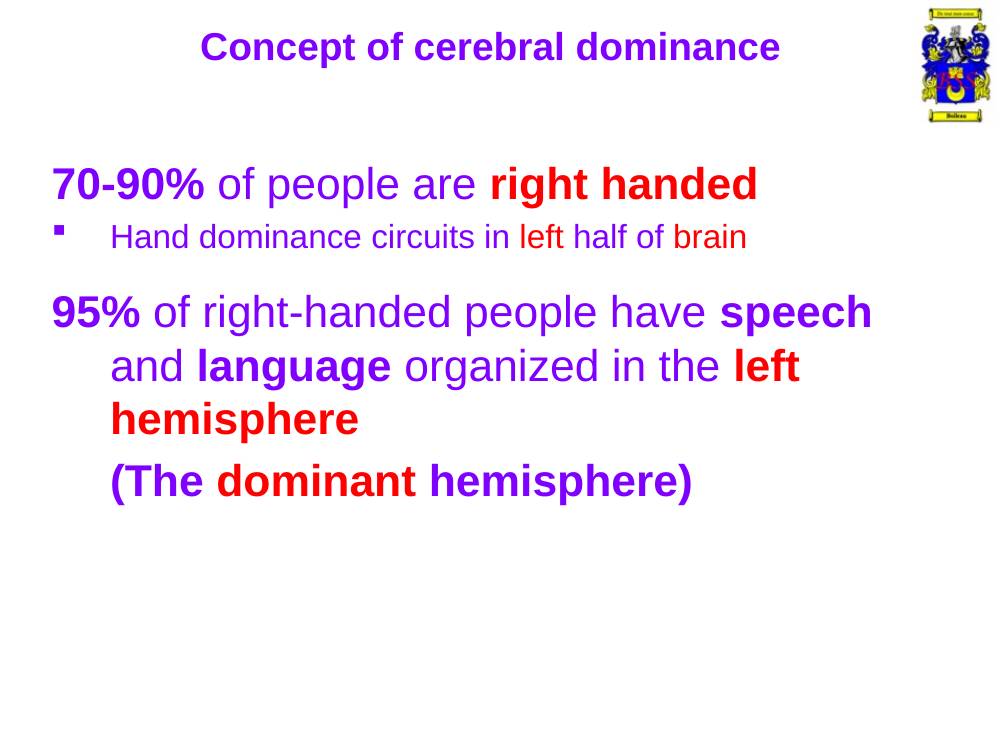 Concept of cerebral dominance
70-90% of people are right handed
▪ Hand dominance circuits in left half of brain
95% of right-handed people have speech
and language organized in the left
hemisphere
(The dominant hemisphere)
Boileau